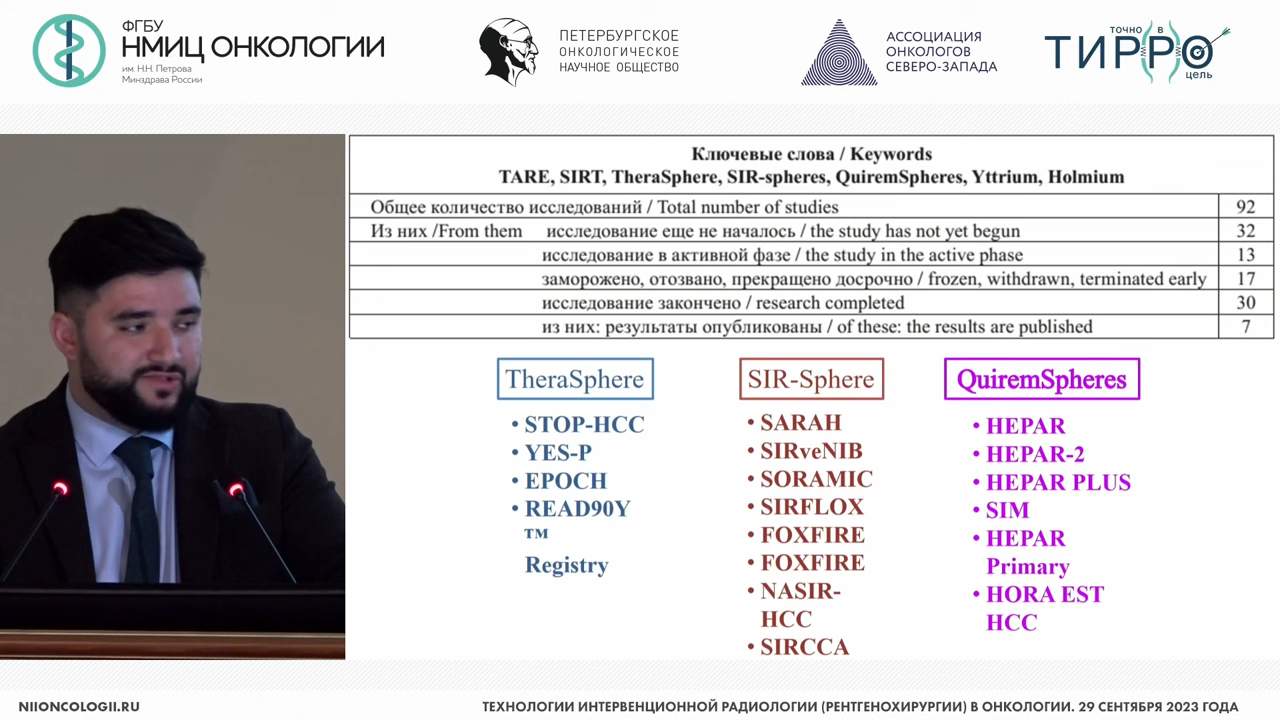 ФГБУ
НМИЦ ОНКОЛОГИИ
им. Н.Н. Петрова
Минздрава России
ПЕТЕРБУРГСКОЕ
ОНКОЛОГИЧЕСКОЕ
НАУЧНОЕ ОБЩЕСТВО
АССОЦИАЦИЯ
ОНКОЛОГОВ
СЕВЕРО-ЗАПАДА
ТОЧНО В
ТИРРО
цель
Ключевые слова / Keywords
TARE, SIRT, TheraSphere, SIR-spheres, QuiremSpheres, Yttrium, Holmium
Общее количество исследований / Total number of studies 92
Из них /From them исследование еще не началось / the study has not yet begun 32
исследование в активной фазе / the study in the active phase 13
заморожено, отозвано, прекращено досрочно / frozen, withdrawn, terminated early 17
исследование закончено / research completed 30
из них: результаты опубликованы / of these: the results are published 7
TheraSphere
• STOP-HCC
• YES-P
• EPOCH
• READ90Y
™
Registry
SIR-Sphere
• SARAH
• SIRveNIB
• SORAMIC
• SIRFLOX
• FOXFIRE
• FOXFIRE
• NASIR-
HCC
• SIRCCA
QuiremSpheres
• HEPAR
• HEPAR-2
• HEPAR PLUS
• SIM
• HEPAR
Primary
• HORA EST
HCC
NIIONCOLOGII.RU
ТЕХНОЛОГИИ ИНТЕРВЕНЦИОННОЙ РАДИОЛОГИИ (РЕНТГЕНОХИРУРГИИ) В ОНКОЛОГИИ. 29 СЕНТЯБРЯ 2023 ГОДА